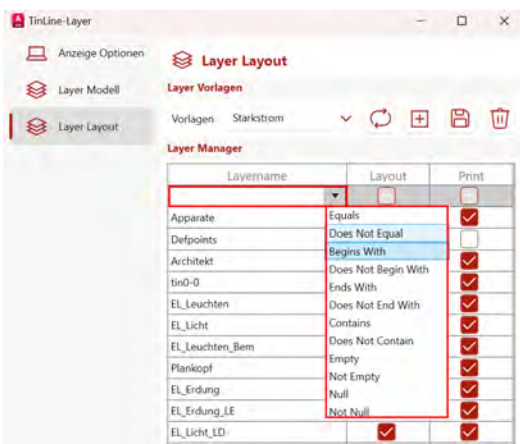 TinLine-Layer
Anzeige Optionen
Layer Modell
Layer Layout
Layer Layout
Layer Vorlagen
Vorlagen Starkstrom
Layer Manager
Layername Layout Print
Equals
Does Not Equal
Begins With
Does Not Begin With
Ends With
Does Not End With
Contains
Does Not Contain
Empty
Not Empty
Null
Not Null
Apparate
Defpoints
Architekt
tin0-0
EL_Leuchten
EL_Licht
EL_Leuchten_Bem
Plankopf
EL_Erdung
EL_Erdung_LE
EL_Licht_LD